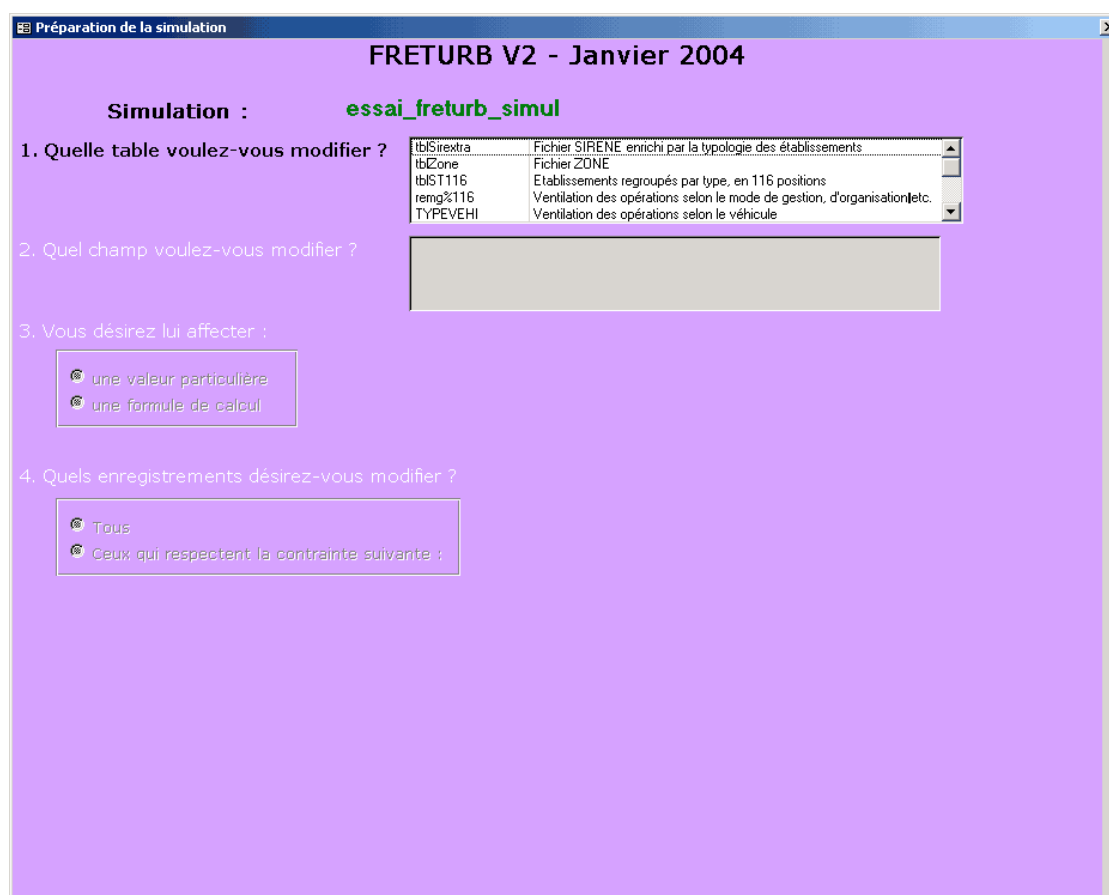 Préparation de la simulation
FRETURB V2 - Janvier 2004
Simulation : essai_freturb_simul
1. Quelle table voulez-vous modifier ?
tblSirextra Fichier SIRENE enrichi par la typologie des établissements
tblZone Fichier ZONE
tblST116 Etablissements regroupés par type, en 116 positions
remg%116 Ventilation des opérations selon le mode de gestion, d'organisation etc.
TYPEVEHI Ventilation des opérations selon le véhicule
2. Quel champ voulez-vous modifier ?
3. Vous désirez lui affecter :
une valeur particulière
une formule de calcul
4. Quels enregistrements désirez-vous modifier ?
Tous
Ceux qui respectent la contrainte suivante :